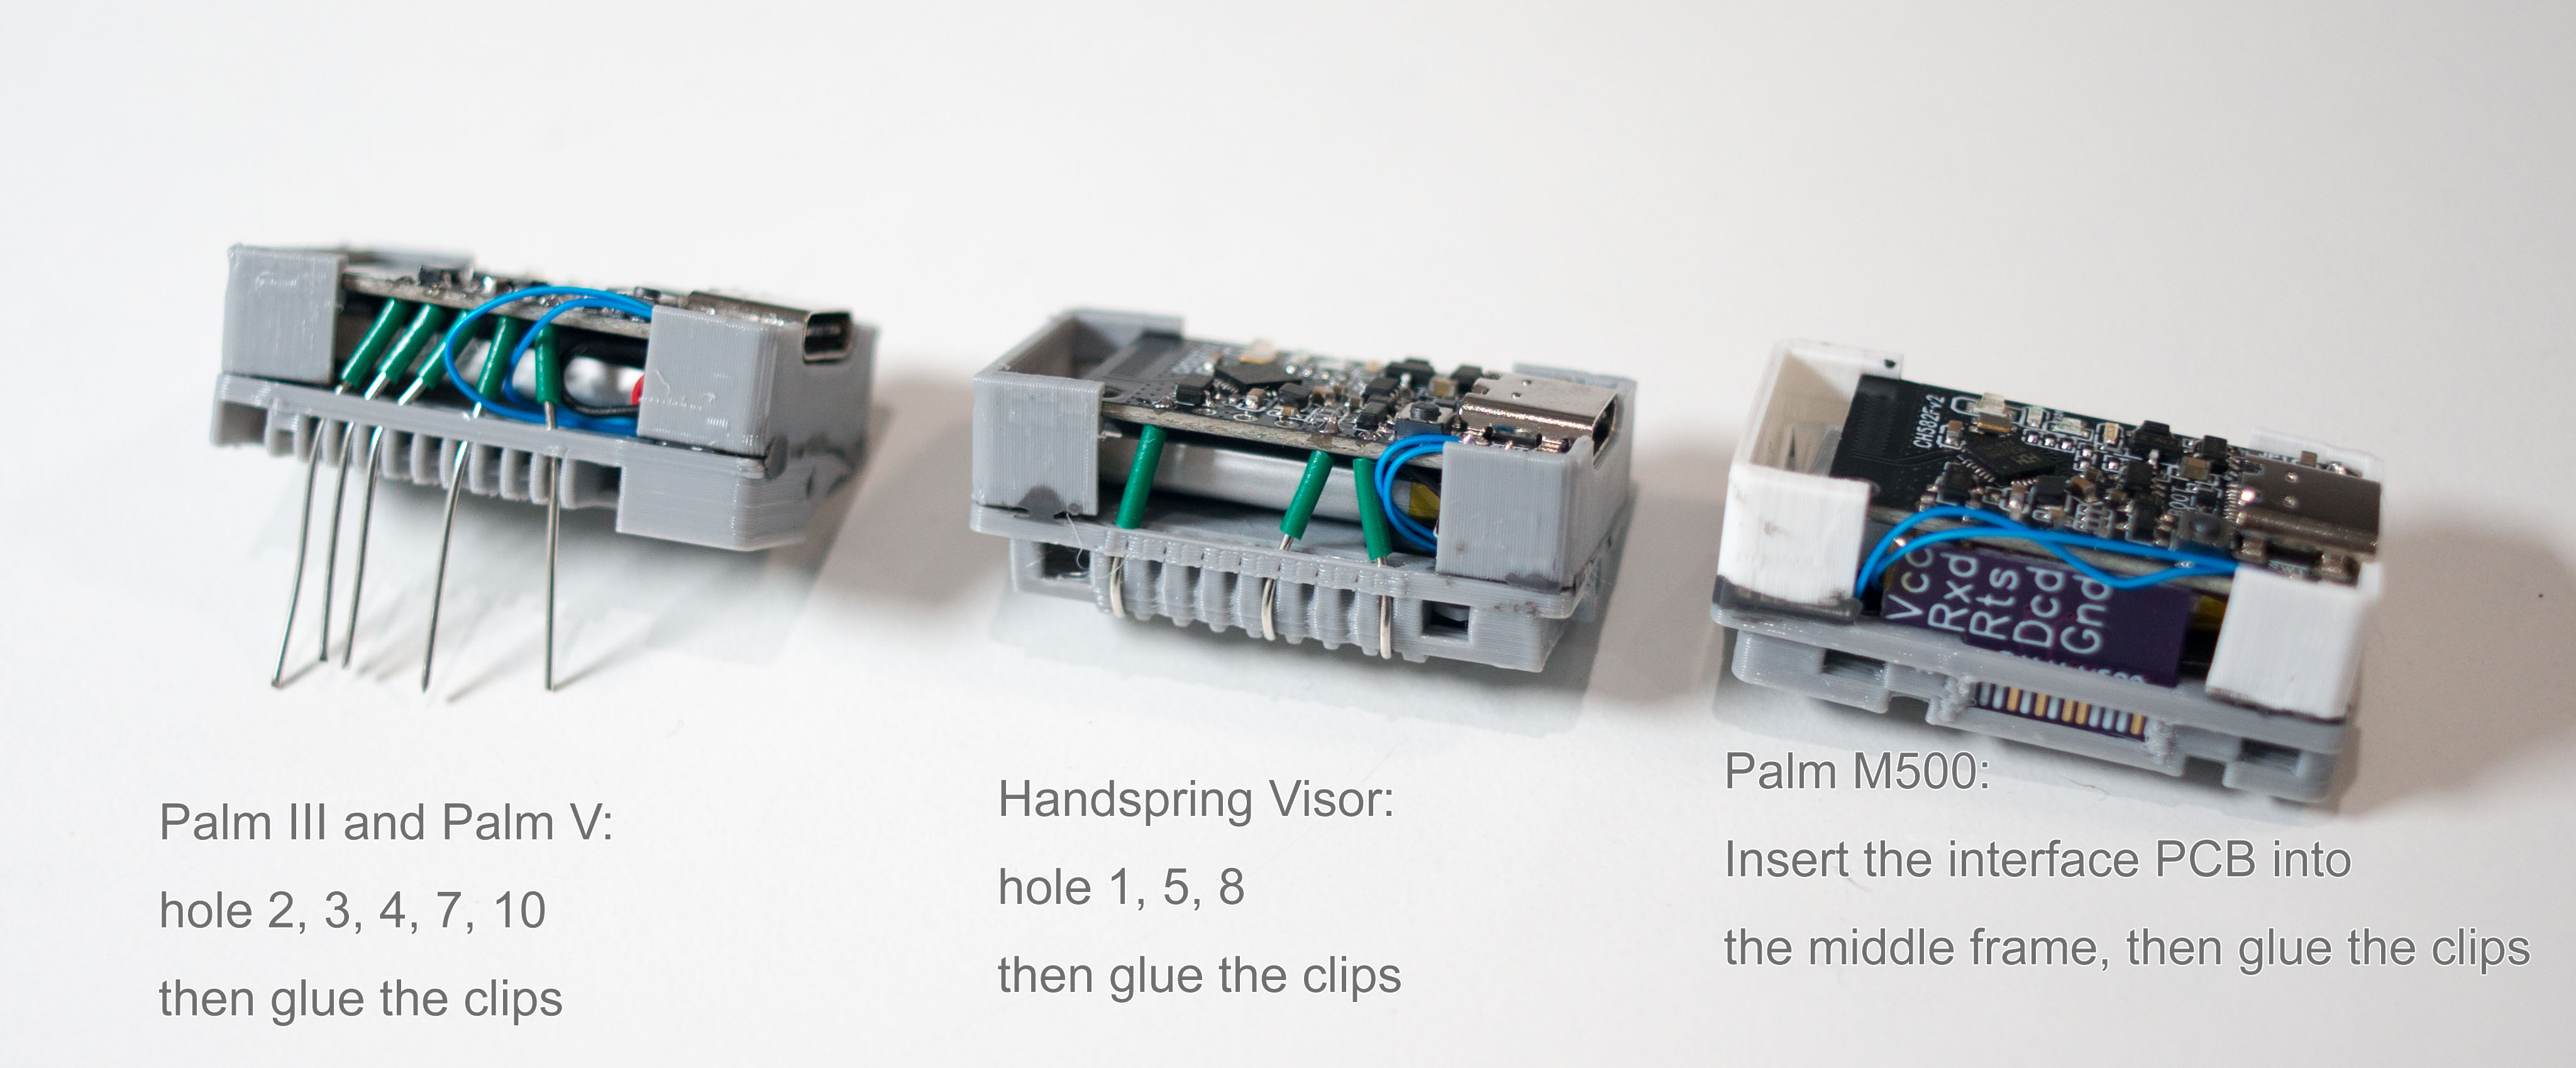 Palm III and Palm V:
hole 2, 3, 4, 7, 10
then glue the clips
Handspring Visor:
hole 1, 5, 8
then glue the clips
Palm M500:
Insert the interface PCB into
the middle frame, then glue the clips
CH582Fv2
Vcc
Rxd
Rts
Dcd
Gnd